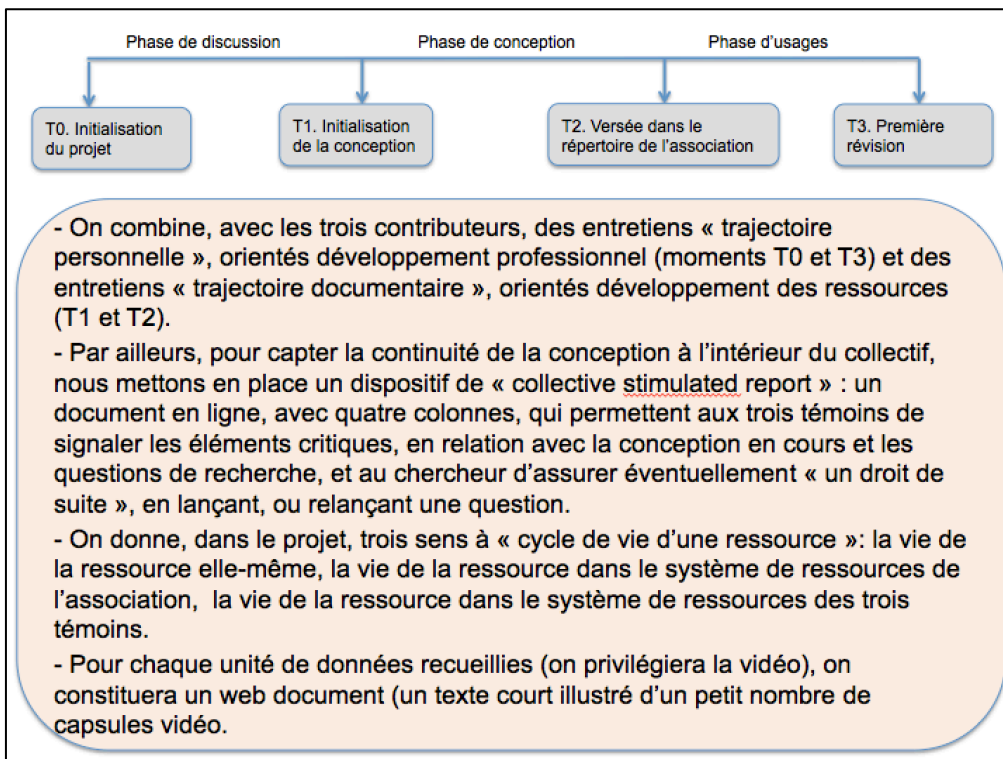 Phase de discussion
Phase de conception
Phase d'usages
T0. Initialisation
du projet
T1. Initialisation
de la conception
T2. Versée dans le
répertoire de l'association
T3. Première
révision
- On combine, avec les trois contributeurs, des entretiens « trajectoire
personnelle », orientés développement professionnel (moments T0 et T3) et des
entretiens « trajectoire documentaire », orientés développement des ressources
(T1 et T2).
- Par ailleurs, pour capter la continuité de la conception à l'intérieur du collectif,
nous mettons en place un dispositif de « collective stimulated report » : un
document en ligne, avec quatre colonnes, qui permettent aux trois témoins de
signaler les éléments critiques, en relation avec la conception en cours et les
questions de recherche, et au chercheur d'assurer éventuellement « un droit de
suite », en lançant, ou relançant une question.
- On donne, dans le projet, trois sens à « cycle de vie d'une ressource »: la vie de
la ressource elle-même, la vie de la ressource dans le système de ressources de
l'association,  la vie de la ressource dans le système de ressources des trois
témoins.
- Pour chaque unité de données recueillies (on privilégiera la vidéo), on
constituera un web document (un texte court illustré d'un petit nombre de
capsules vidéo.